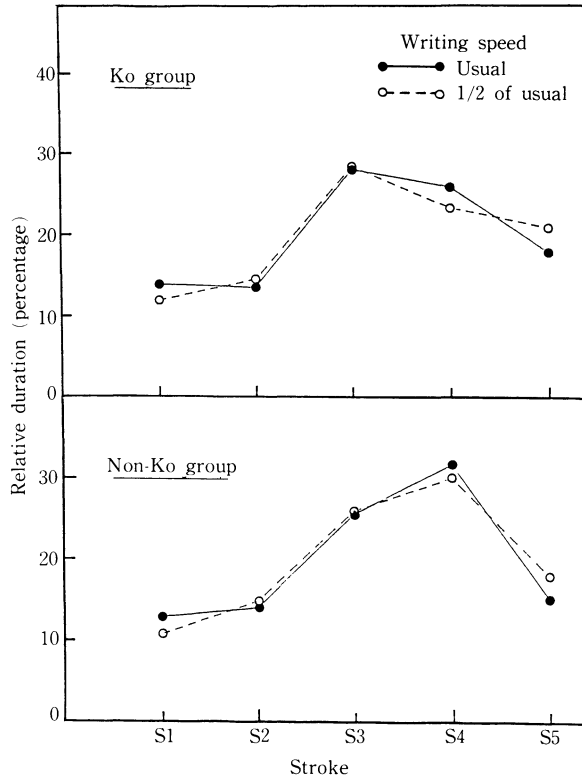 Writing speed
Usual
1/2 of usual
Ko group
40
30
20
10
0
Relative duration (percentage)
Non-Ko group
30
20
10
0
S1 S2 S3 S4 S5
Stroke